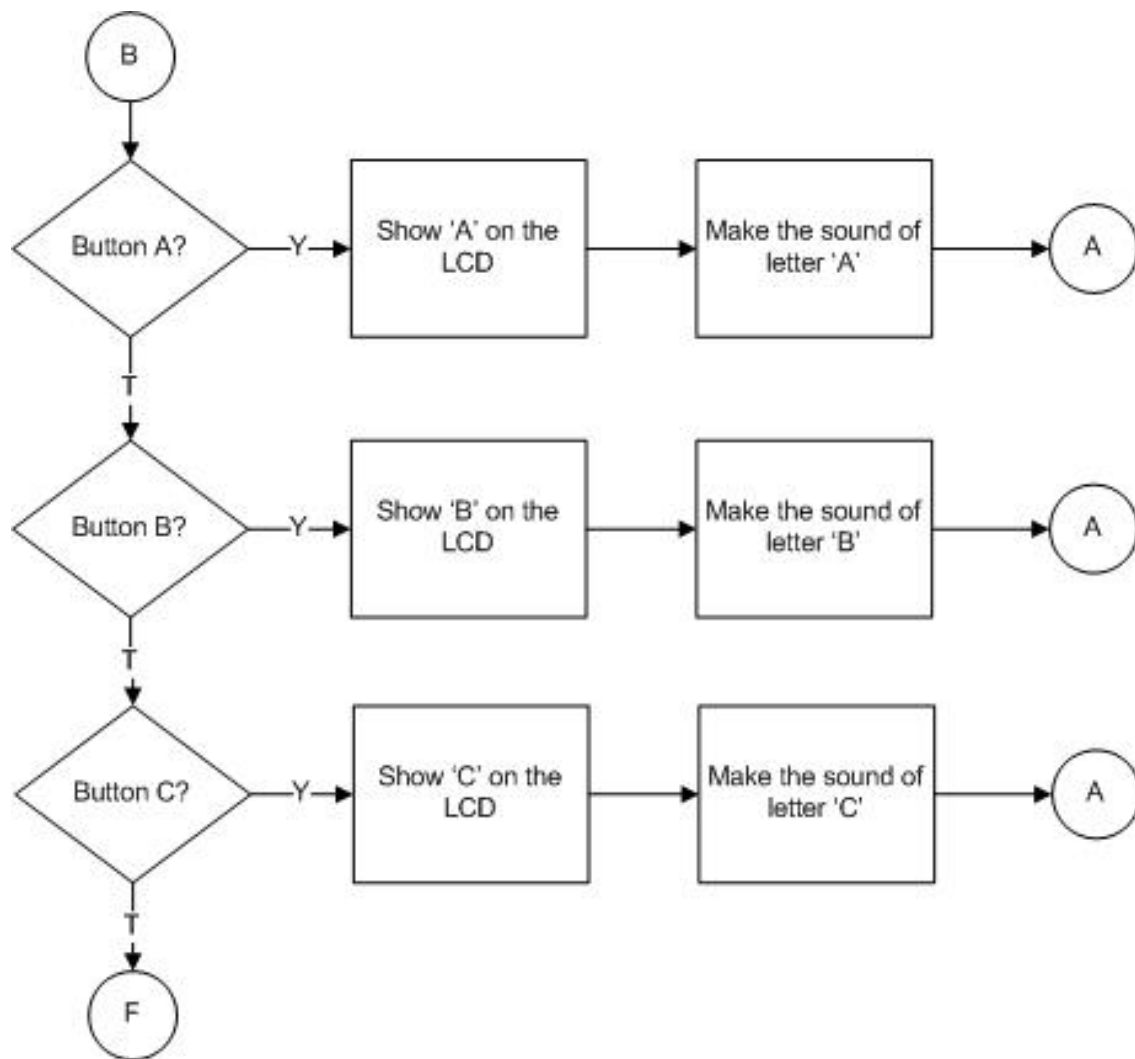 B
Button A?
Y
Show ‘A’ on the
LCD
Make the sound of
letter ‘A’
A
T
Button B?
Y
Show ‘B’ on the
LCD
Make the sound of
letter ‘B’
A
T
Button C?
Y
Show ‘C’ on the
LCD
Make the sound of
letter ‘C’
A
T
F